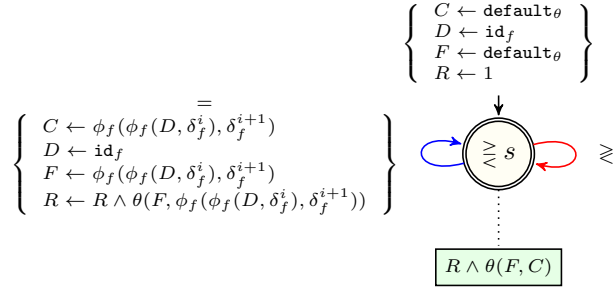 C ← default_θ
D ← id_f
F ← default_θ
R ← 1
=
C ← ϕ_f(ϕ_f(D, δ_f^i), δ_f^{i+1})
D ← id_f
F ← ϕ_f(ϕ_f(D, δ_f^i), δ_f^{i+1})
R ← R ∧ θ(F, ϕ_f(ϕ_f(D, δ_f^i), δ_f^{i+1}))
⋛ s
⋛
R ∧ θ(F, C)